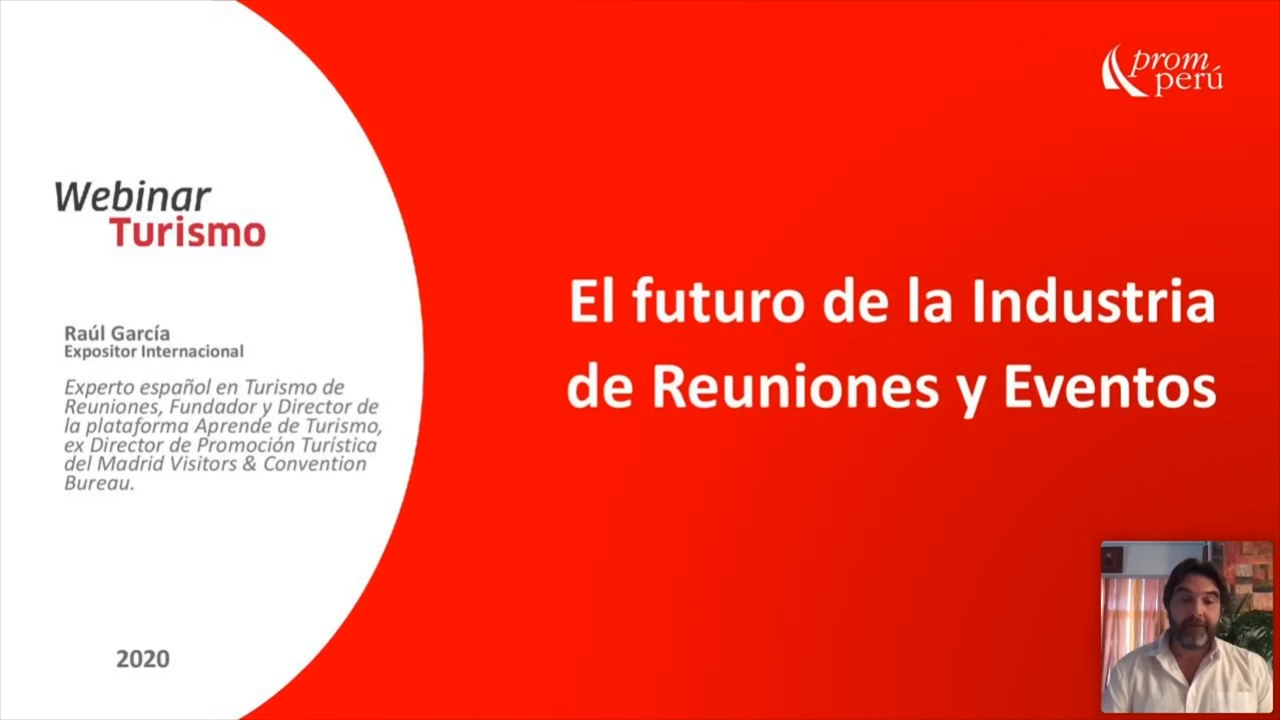 prom
perú
Webinar
Turismo
Raúl García
Expositor Internacional
Experto español en Turismo de
Reuniones, Fundador y Director de
la plataforma Aprende de Turismo,
ex Director de Promoción Turística
del Madrid Visitors & Convention
Bureau.
2020
El futuro de la Industria
de Reuniones y Eventos